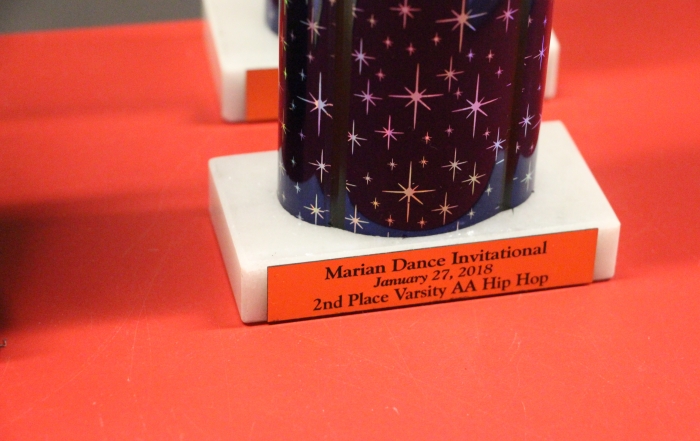 Marian Dance Invitational
January 27, 2018
2nd Place Varsity AA Hip Hop